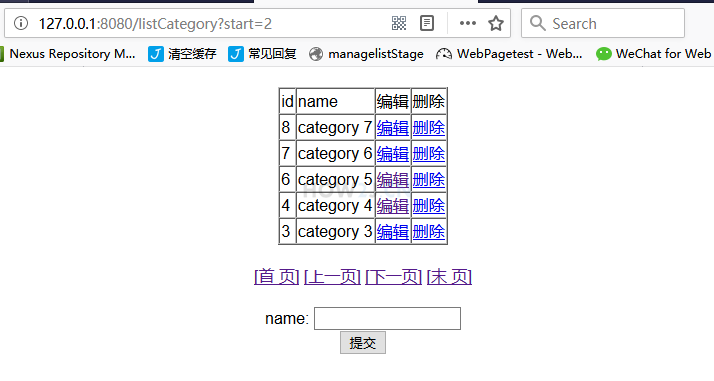 127.0.0.1:8080/listCategory?start=2 Search
Nexus Repository M... 清空缓存 常见回复 managelistStage WebPagetest - Web... WeChat for Web
id name 编辑 删除
8 category 7 编辑 删除
7 category 6 编辑 删除
6 category 5 编辑 删除
4 category 4 编辑 删除
3 category 3 编辑 删除
[首 页] [上一页] [下一页] [末 页]
name:
提交